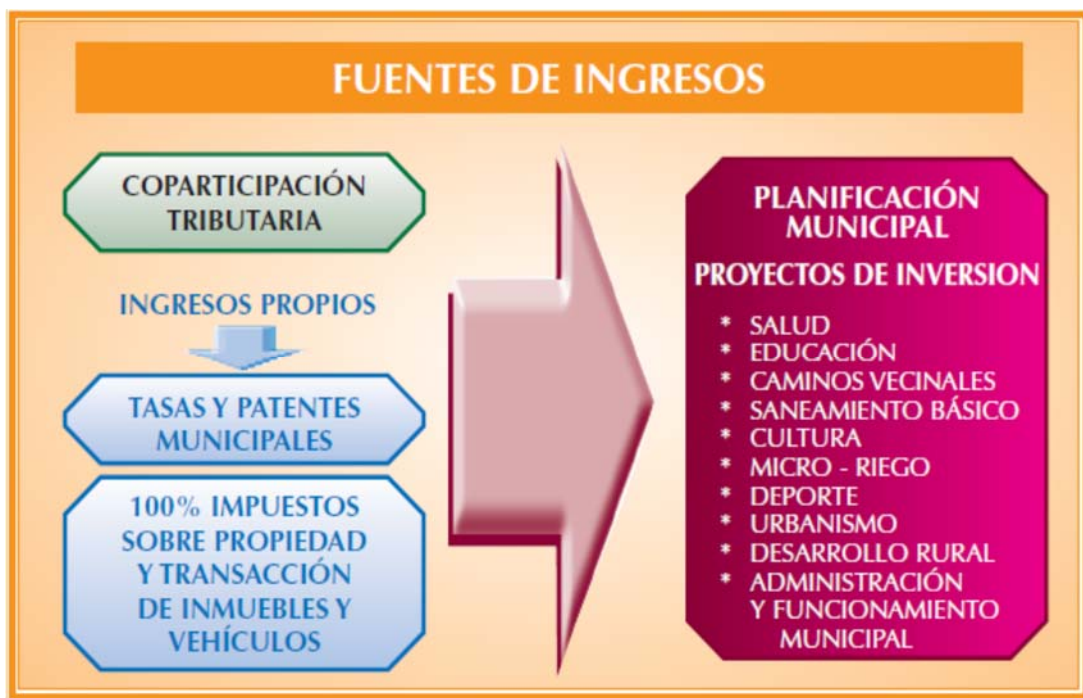 FUENTES DE INGRESOS
COPARTICIPACIÓN
TRIBUTARIA
INGRESOS PROPIOS
TASAS Y PATENTES
MUNICIPALES
100% IMPUESTOS
SOBRE PROPIEDAD
Y TRANSACCIÓN
DE INMUEBLES Y
VEHÍCULOS
PLANIFICACIÓN
MUNICIPAL
PROYECTOS DE INVERSION
* SALUD
* EDUCACIÓN
* CAMINOS VECINALES
* SANEAMIENTO BÁSICO
* CULTURA
* MICRO - RIEGO
* DEPORTE
* URBANISMO
* DESARROLLO RURAL
* ADMINISTRACIÓN
Y FUNCIONAMIENTO
MUNICIPAL